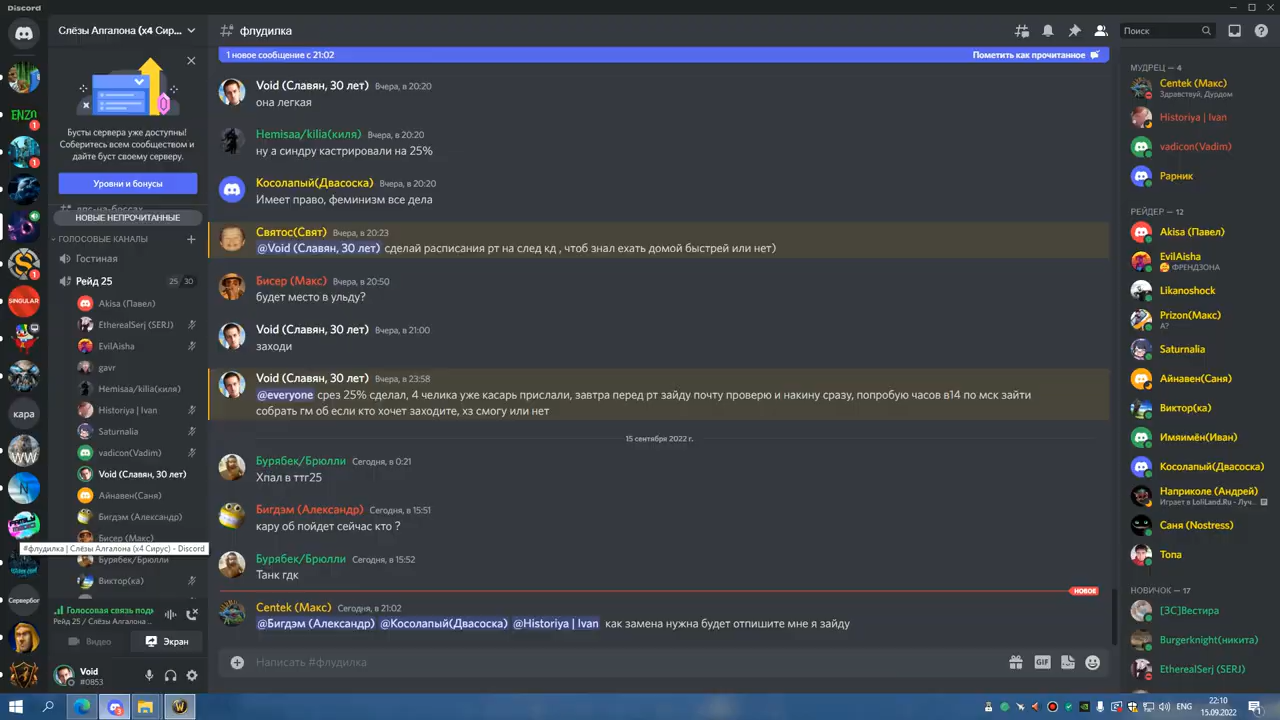 Discord
Слёзы Алгалона (x4 Сир...
флудилка
Поиск
1 новое сообщение с 21:02
Пометить как прочитанное
ENZO
1
1
1
SINGULAR
кара
WW
Сервербог
Бусты сервера уже доступны!
Соберитесь всем сообществом и
дайте буст своему серверу.
Уровни и бонусы
НОВЫЕ НЕПРОЧИТАННЫЕ
ГОЛОСОВЫЕ КАНАЛЫ
Гостиная
Рейд 25
25 30
Akisa (Павел)
EtherealSerj (SERJ)
EvilAisha
gavr
Hemisaa/kilia(киля)
Historiya | Ivan
Saturnalia
vadicon(Vadim)
Void (Славян, 30 лет)
Айнавен(Саня)
Бигдэм (Александр)
Бисер (Макс)
#флудилка | Слёзы Алгалона (x4 Сирус) - Discord
Бурябек/Брюлли
Виктор(ка)
Голосовая связь подк
Рейд 25 / Слёзы Алгалона ...
Видео
Экран
Void
#0853
Void (Славян, 30 лет) Вчера, в 20:20
она легкая
Hemisaa/kilia(киля) Вчера, в 20:20
ну а синдру кастрировали на 25%
Косолапый(Двасоска) Вчера, в 20:20
Имеет право, феминизм все дела
Святос(Свят) Вчера, в 20:23
@Void (Славян, 30 лет) сделай расписания рт на след кд , чтоб знал ехать домой быстрей или нет)
Бисер (Макс) Вчера, в 20:50
будет место в ульду?
Void (Славян, 30 лет) Вчера, в 21:00
заходи
Void (Славян, 30 лет) Вчера, в 23:58
@everyone срез 25% сделал, 4 челика уже касарь прислали, завтра перед рт зайду почту проверю и накину сразу, попробую часов в14 по мск зайти
собрать гм об если кто хочет заходите, хз смогу или нет
15 сентября 2022 г.
Бурябек/Брюлли Сегодня, в 0:21
Хпал в ттг25
Бигдэм (Александр) Сегодня, в 15:51
кару об пойдет сейчас кто ?
Бурябек/Брюлли Сегодня, в 15:52
Танк гдк
НОВОЕ
Centek (Макс) Сегодня, в 21:02
@Бигдэм (Александр) @Косолапый(Двасоска) @Historiya | Ivan как замена нужна будет отпишите мне я зайду
Написать #флудилка
GIF
МУДРЕЦ — 4
Centek (Макс)
Здравствуй, Дурдом
Historiya | Ivan
vadicon(Vadim)
Рарник
РЕЙДЕР — 12
Akisa (Павел)
EvilAisha
ФРЕНДЗОНА
Likanoshock
Prizon(Макс)
А?
Saturnalia
Айнавен(Саня)
Виктор(ка)
Имяимён(Иван)
Косолапый(Двасоска)
Наприколе (Андрей)
Играет в LoliLand.Ru - Луч...
Саня (Nostress)
Топа
НОВИЧОК — 17
[ЗС]Вестира
Burgerknight(никита)
EtherealSerj (SERJ)
ENG
22:10
15.09.2022